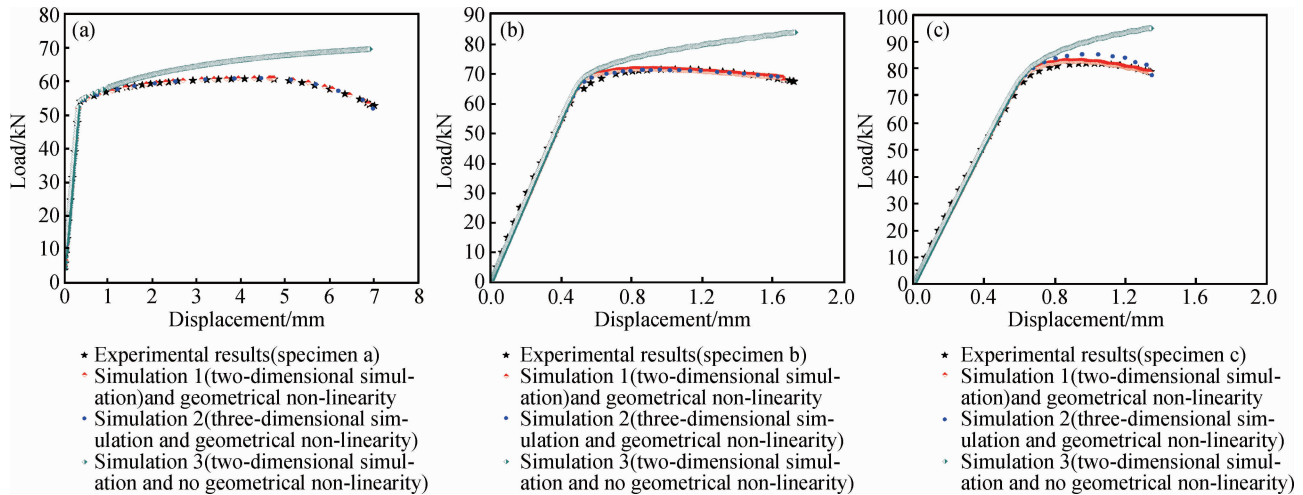 (a)
Load/kN
80
70
60
50
40
30
20
10
0
0 1 2 3 4 5 6 7 8
Displacement/mm
★ Experimental results(specimen a)
Simulation 1(two-dimensional simul-
ation)and geometrical non-linearity
Simulation 2(three-dimensional sim-
ulation and geometrical non-linearity)
Simulation 3(two-dimensional simul-
ation and no geometrical non-linearity)
(b)
Load/kN
90
80
70
60
50
40
30
20
10
0
0.0 0.4 0.8 1.2 1.6 2.0
Displacement/mm
★ Experimental results(specimen b)
Simulation 1(two-dimensional simul-
ation)and geometrical non-linearity
Simulation 2(three-dimensional sim-
ulation and geometrical non-linearity)
Simulation 3(two-dimensional simul-
ation and no geometrical non-linearity)
(c)
Load/kN
100
90
80
70
60
50
40
30
20
10
0
0.0 0.4 0.8 1.2 1.6 2.0
Displacement/mm
★ Experimental results(specimen c)
Simulation 1(two-dimensional simul-
ation)and geometrical non-linearity
Simulation 2(three-dimensional sim-
ulation and geometrical non-linearity)
Simulation 3(two-dimensional simul-
ation and no geometrical non-linearity)